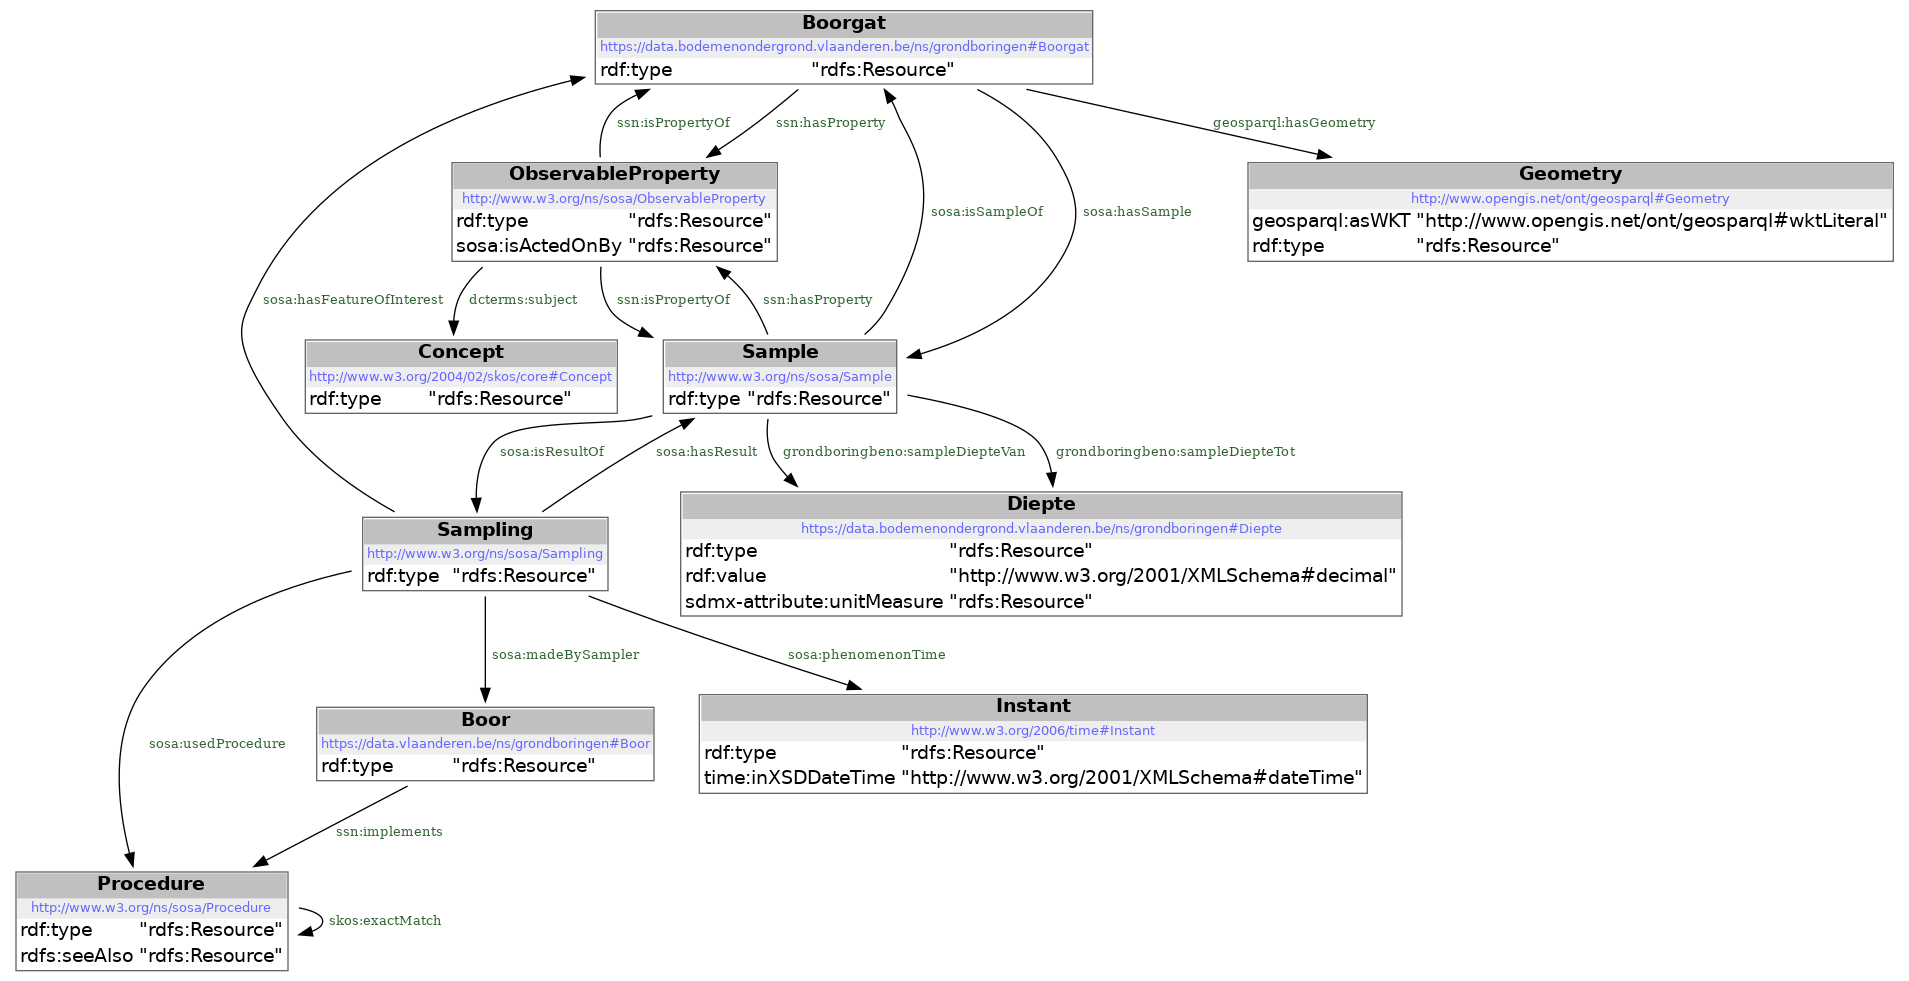 Boorgat
https://data.bodemenondergrond.vlaanderen.be/ns/grondboringen#Boorgat
rdf:type "rdfs:Resource"
ssn:isPropertyOf
ssn:hasProperty
geosparql:hasGeometry
ObservableProperty
http://www.w3.org/ns/sosa/ObservableProperty
rdf:type "rdfs:Resource"
sosa:isActedOnBy "rdfs:Resource"
sosa:isSampleOf
sosa:hasSample
Geometry
http://www.opengis.net/ont/geosparql#Geometry
geosparql:asWKT "http://www.opengis.net/ont/geosparql#wktLiteral"
rdf:type "rdfs:Resource"
sosa:hasFeatureOfInterest
dcterms:subject
ssn:isPropertyOf
ssn:hasProperty
Concept
http://www.w3.org/2004/02/skos/core#Concept
rdf:type "rdfs:Resource"
Sample
http://www.w3.org/ns/sosa/Sample
rdf:type "rdfs:Resource"
sosa:isResultOf
sosa:hasResult
grondboringbeno:sampleDiepteVan
grondboringbeno:sampleDiepteTot
Diepte
https://data.bodemenondergrond.vlaanderen.be/ns/grondboringen#Diepte
rdf:type "rdfs:Resource"
rdf:value "http://www.w3.org/2001/XMLSchema#decimal"
sdmx-attribute:unitMeasure "rdfs:Resource"
Sampling
http://www.w3.org/ns/sosa/Sampling
rdf:type "rdfs:Resource"
sosa:madeBySampler
sosa:phenomenonTime
sosa:usedProcedure
Boor
https://data.vlaanderen.be/ns/grondboringen#Boor
rdf:type "rdfs:Resource"
Instant
http://www.w3.org/2006/time#Instant
rdf:type "rdfs:Resource"
time:inXSDDateTime "http://www.w3.org/2001/XMLSchema#dateTime"
ssn:implements
Procedure
http://www.w3.org/ns/sosa/Procedure
rdf:type "rdfs:Resource"
rdfs:seeAlso "rdfs:Resource"
skos:exactMatch